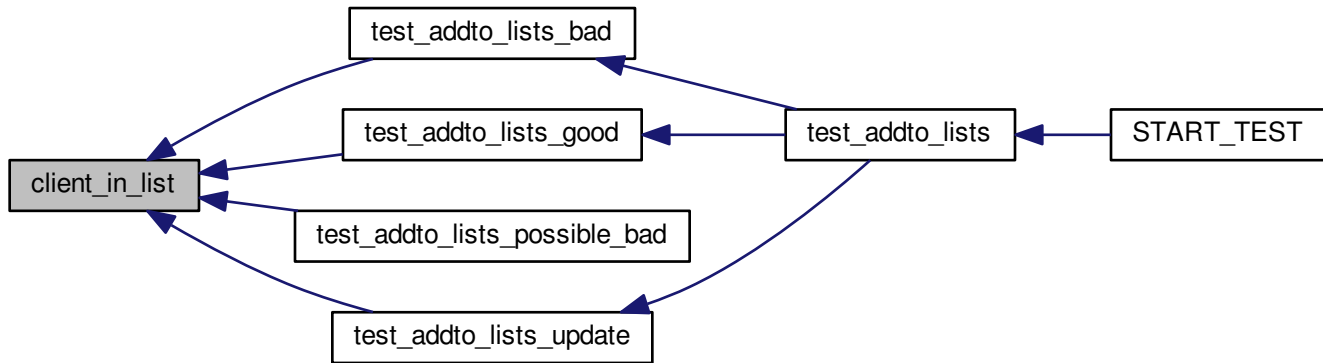 test_addto_lists_bad
test_addto_lists_good
test_addto_lists
START_TEST
client_in_list
test_addto_lists_possible_bad
test_addto_lists_update